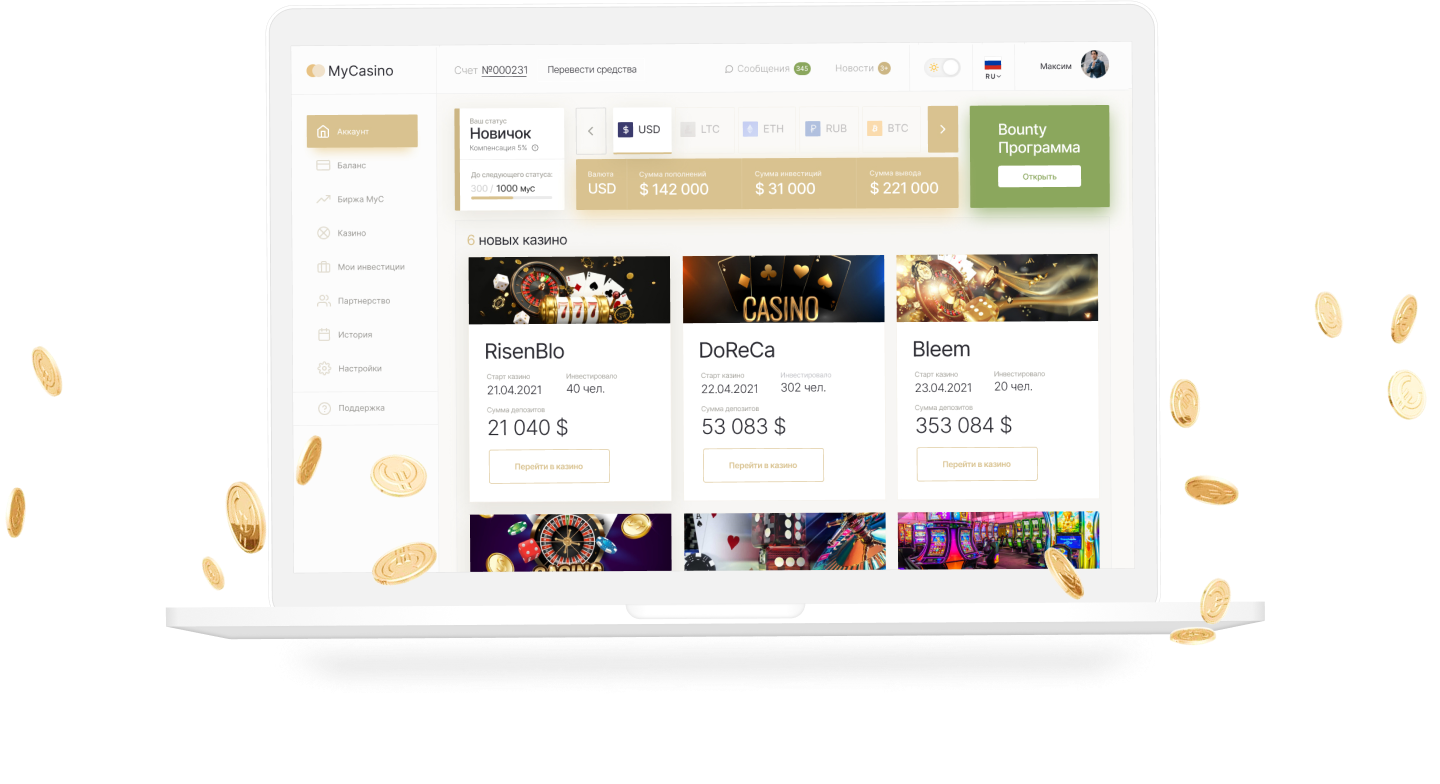 MyCasino
Счет №000231
Перевести средства
Сообщения 345
Новости 3+
RU
Максим
Аккаунт
Баланс
Биржа МуС
Казино
Мои инвестиции
Партнерство
История
Настройки
Поддержка
Ваш статус
Новичок
Компенсация 5%
До следующего статуса:
300 / 1000 мус
USD
LTC
ETH
RUB
BTC
Валюта
USD
Сумма пополнений
$ 142 000
Сумма инвестиций
$ 31 000
Сумма вывода
$ 221 000
Bounty
Программа
Открыть
6 новых казино
777
RisenBlo
Старт казино
21.04.2021
Инвестировало
40 чел.
Сумма депозитов
21 040 $
Перейти в казино
CASINO
DoReCa
Старт казино
22.04.2021
Инвестировало
302 чел.
Сумма депозитов
53 083 $
Перейти в казино
Bleem
Старт казино
23.04.2021
Инвестировало
20 чел.
Сумма депозитов
353 084 $
Перейти в казино
CASINO
A